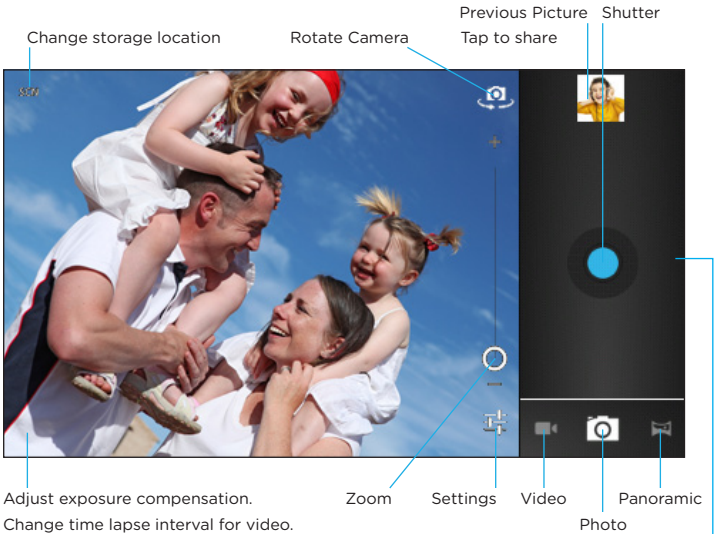 Previous Picture
Tap to share
Shutter
Change storage location
Rotate Camera
Adjust exposure compensation.
Change time lapse interval for video.
Zoom
Settings
Video
Photo
Panoramic